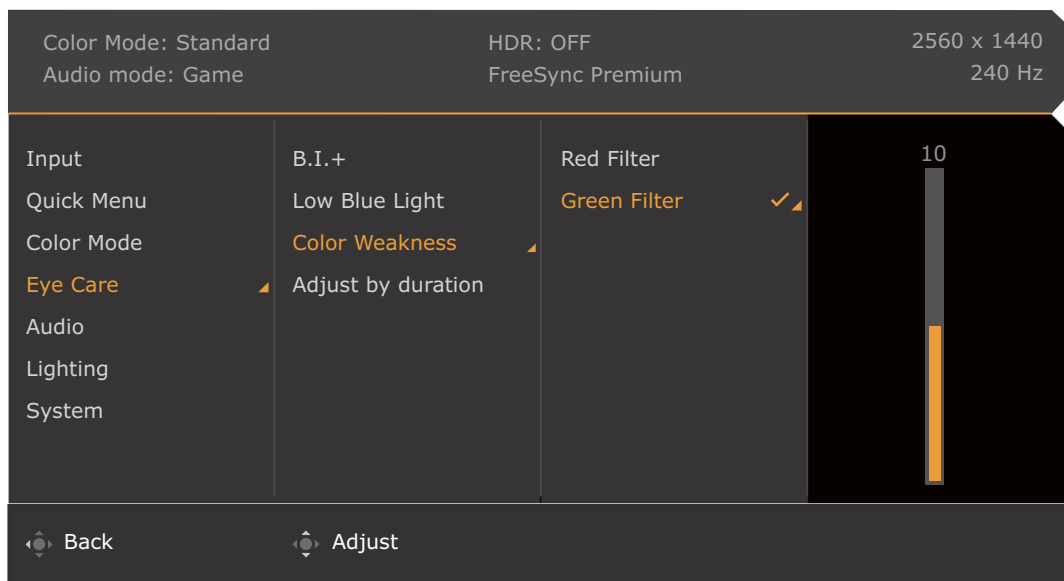 Color Mode: Standard
Audio mode: Game
HDR: OFF
FreeSync Premium
2560 x 1440
240 Hz
Input
Quick Menu
Color Mode
Eye Care
Audio
Lighting
System
B.I.+
Low Blue Light
Color Weakness
Adjust by duration
Red Filter
Green Filter
10
Back
Adjust